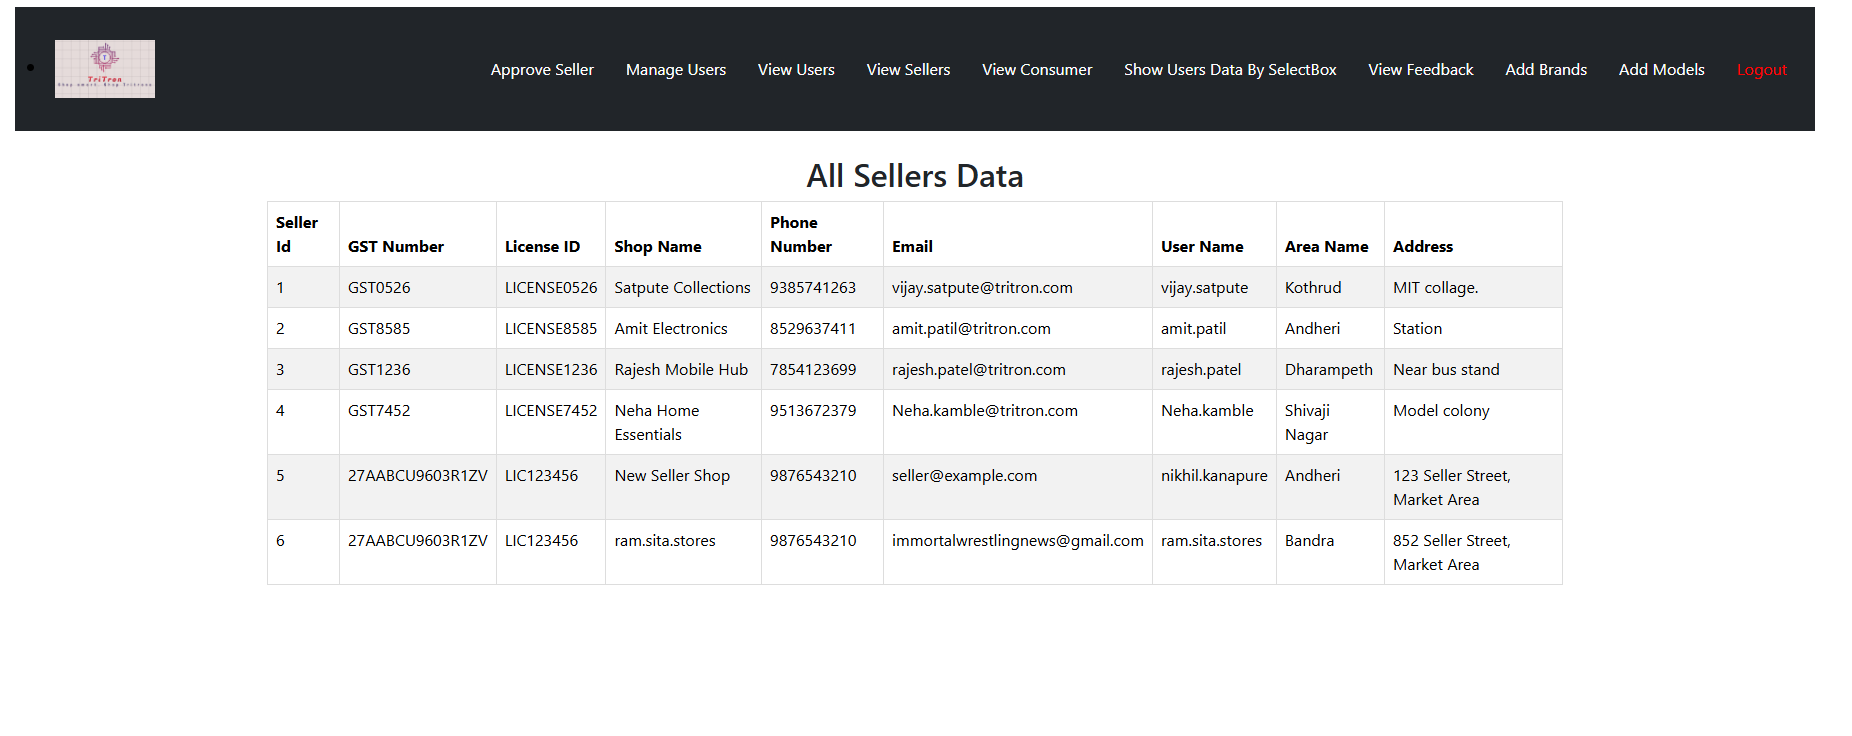 TriTron
Approve Seller Manage Users View Users View Sellers View Consumer Show Users Data By SelectBox View Feedback Add Brands Add Models Logout
All Sellers Data
Seller Id GST Number License ID Shop Name Phone Number Email User Name Area Name Address
1 GST0526 LICENSE0526 Satpute Collections 9385741263 vijay.satpute@tritron.com vijay.satpute Kothrud MIT collage.
2 GST8585 LICENSE8585 Amit Electronics 8529637411 amit.patil@tritron.com amit.patil Andheri Station
3 GST1236 LICENSE1236 Rajesh Mobile Hub 7854123699 rajesh.patel@tritron.com rajesh.patel Dharampeth Near bus stand
4 GST7452 LICENSE7452 Neha Home Essentials 9513672379 Neha.kamble@tritron.com Neha.kamble Shivaji Nagar Model colony
5 27AABCU9603R1ZV LIC123456 New Seller Shop 9876543210 seller@example.com nikhil.kanapure Andheri 123 Seller Street, Market Area
6 27AABCU9603R1ZV LIC123456 ram.sita.stores 9876543210 immortalwrestlingnews@gmail.com ram.sita.stores Bandra 852 Seller Street, Market Area